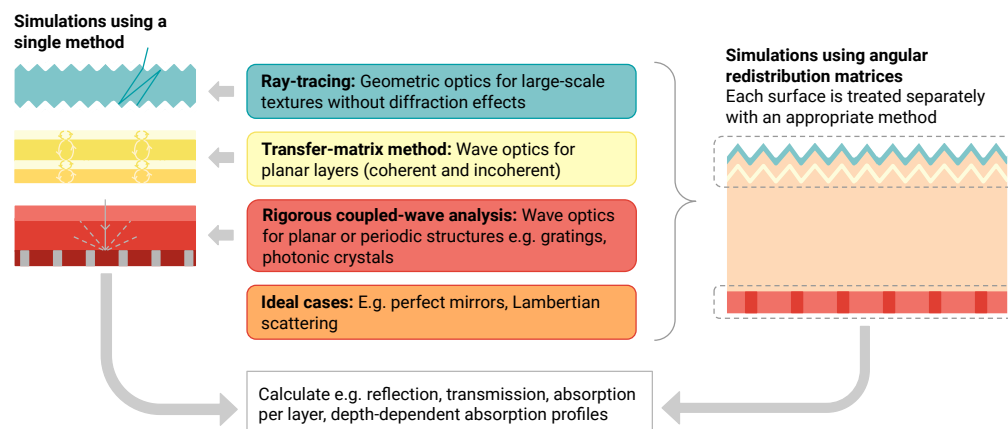 Simulations using a
single method
Ray-tracing: Geometric optics for large-scale
textures without diffraction effects
Transfer-matrix method: Wave optics for
planar layers (coherent and incoherent)
Rigorous coupled-wave analysis: Wave optics
for planar or periodic structures e.g. gratings,
photonic crystals
Ideal cases: E.g. perfect mirrors, Lambertian
scattering
Simulations using angular
redistribution matrices
Each surface is treated separately
with an appropriate method
Calculate e.g. reflection, transmission, absorption
per layer, depth-dependent absorption profiles